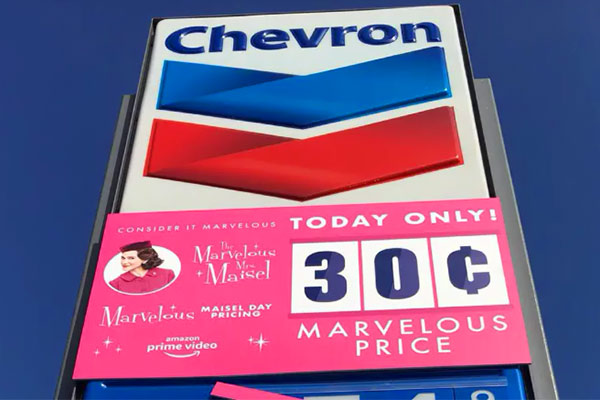 Chevron
CONSIDER IT MARVELOUS
The
Marvelous
Mrs.
Maisel
Marvelous MAISEL DAY
PRICING
amazon
prime video
TODAY ONLY!
30¢
MARVELOUS
PRICE